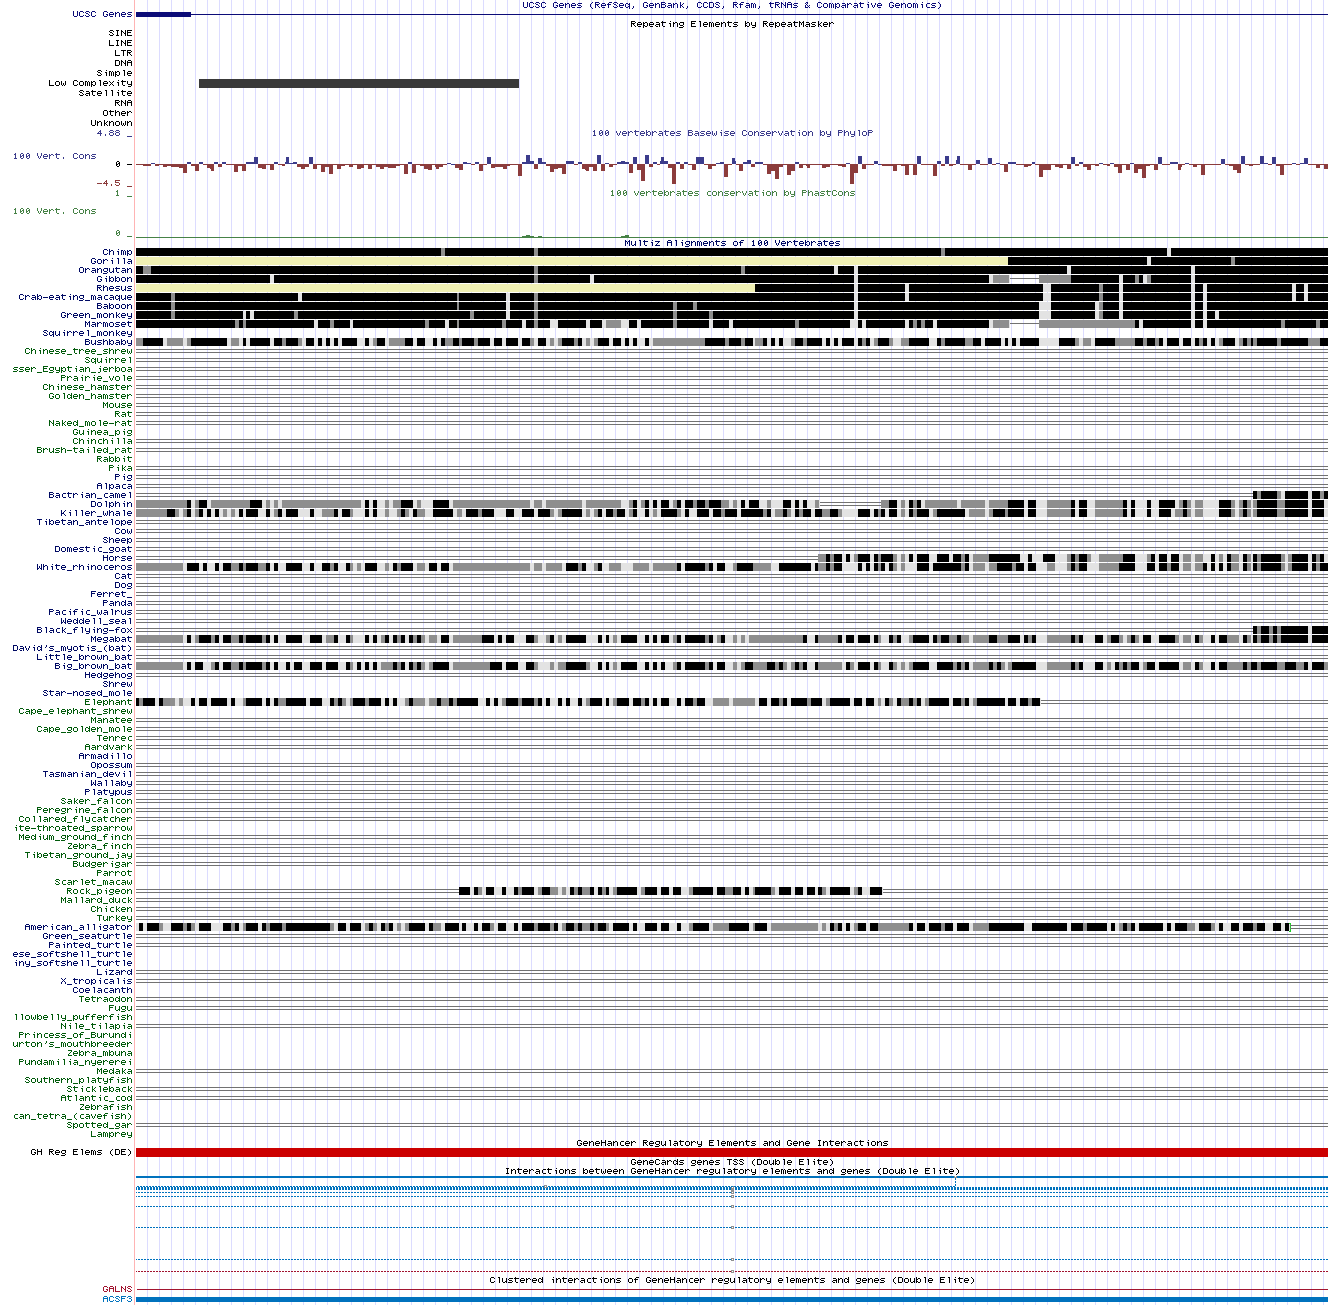 UCSC Genes (RefSeq, GenBank, CCDS, Rfam, tRNAs & Comparative Genomics)
UCSC Genes
Repeating Elements by RepeatMasker
SINE
LINE
LTR
DNA
Simple
Low Complexity
Satellite
RNA
Other
Unknown
4.88 _
100 vertebrates Basewise Conservation by PhyloP
100 Vert. Cons
0 _
-4.5 _
100 vertebrates conservation by PhastCons
1 _
100 Vert. Cons
0 _
Multiz Alignments of 100 Vertebrates
Chimp
Gorilla
Orangutan
Gibbon
Rhesus
Crab-eating_macaque
Baboon
Green_monkey
Marmoset
Squirrel_monkey
Bushbaby
Chinese_tree_shrew
Squirrel
sser_Egyptian_jerboa
Prairie_vole
Chinese_hamster
Golden_hamster
Mouse
Rat
Naked_mole-rat
Guinea_pig
Chinchilla
Brush-tailed_rat
Rabbit
Pika
Pig
Alpaca
Bactrian_camel
Dolphin
Killer_whale
Tibetan_antelope
Cow
Sheep
Domestic_goat
Horse
White_rhinoceros
Cat
Dog
Ferret_
Panda
Pacific_walrus
Weddell_seal
Black_flying-fox
Megabat
David's_myotis_(bat)
Little_brown_bat
Big_brown_bat
Hedgehog
Shrew
Star-nosed_mole
Elephant
Cape_elephant_shrew
Manatee
Cape_golden_mole
Tenrec
Aardvark
Armadillo
Opossum
Tasmanian_devil
Wallaby
Platypus
Saker_falcon
Peregrine_falcon
Collared_flycatcher
ite-throated_sparrow
Medium_ground_finch
Zebra_finch
Tibetan_ground_jay
Budgerigar
Parrot
Scarlet_macaw
Rock_pigeon
Mallard_duck
Chicken
Turkey
American_alligator
Green_seaturtle
Painted_turtle
ese_softshell_turtle
iny_softshell_turtle
Lizard
X_tropicalis
Coelacanth
Tetraodon
Fugu
llowbelly_pufferfish
Nile_tilapia
Princess_of_Burundi
urton's_mouthbreeder
Zebra_mbuna
Pundamilia_nyererei
Medaka
Southern_platyfish
Stickleback
Atlantic_cod
Zebrafish
can_tetra_(cavefish)
Spotted_gar
Lamprey
GeneHancer Regulatory Elements and Gene Interactions
GH Reg Elems (DE)
GeneCards genes TSS (Double Elite)
Interactions between GeneHancer regulatory elements and genes (Double Elite)
Clustered interactions of GeneHancer regulatory elements and genes (Double Elite)
GALNS
ACSF3